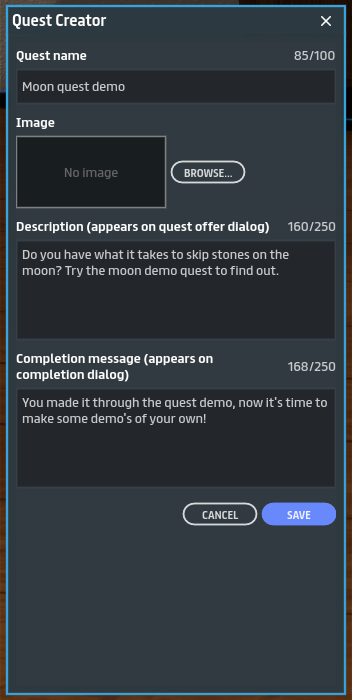 Quest Creator
Quest name 85/100
Moon quest demo
Image
No image
BROWSE...
Description (appears on quest offer dialog) 160/250
Do you have what it takes to skip stones on the
moon? Try the moon demo quest to find out.
Completion message (appears on
completion dialog) 168/250
You made it through the quest demo, now it's time to
make some demo's of your own!
CANCEL SAVE